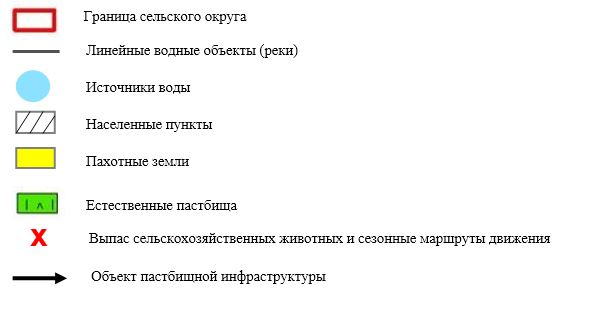 Граница сельского округа
Линейные водные объекты (реки)
Источники воды
Населенные пункты
Пахотные земли
Естественные пастбища
X Выпас сельскохозяйственных животных и сезонные маршруты движения
Объект пастбищной инфраструктуры